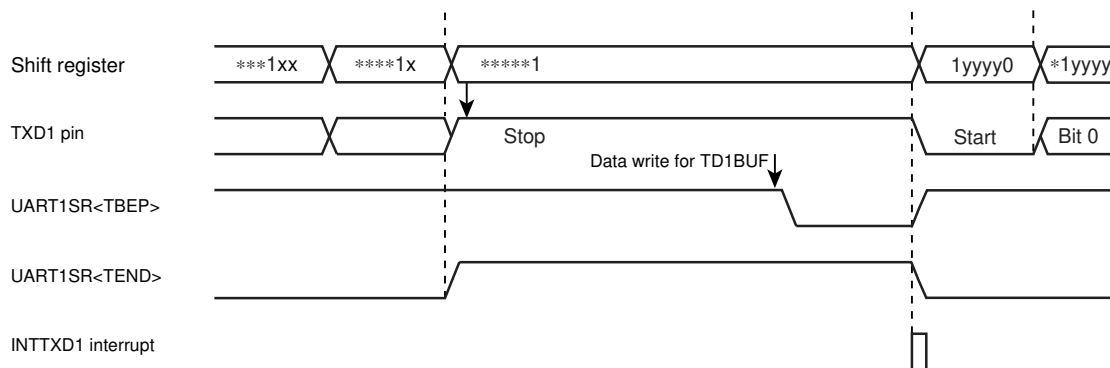 Shift register ***1xx ****1x *****1 1yyyy0 *1yyyy
TXD1 pin Stop Start Bit 0
Data write for TD1BUF
UART1SR<TBEP>
UART1SR<TEND>
INTTXD1 interrupt